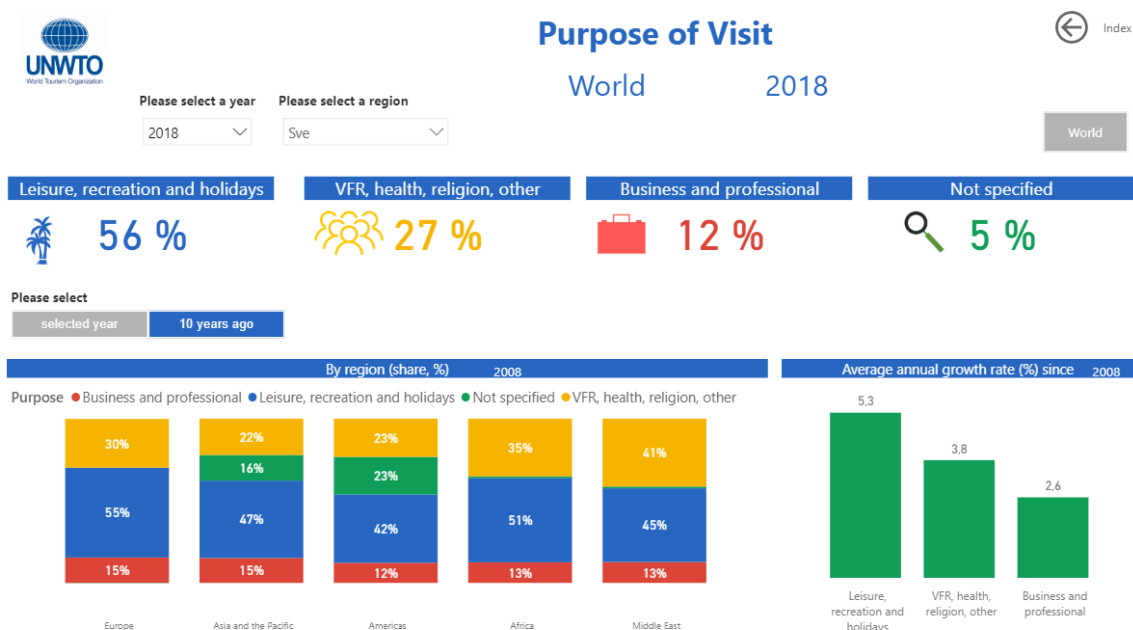 UNWTO
World Tourism Organization
Purpose of Visit
Index
World 2018
Please select a year Please select a region
2018 Sve
World
Leisure, recreation and holidays VFR, health, religion, other Business and professional Not specified
56 % 27 % 12 % 5 %
Please select
selected year 10 years ago
By region (share, %) 2008
Purpose Business and professional Leisure, recreation and holidays Not specified VFR, health, religion, other
30% 22% 23% 35% 41%
16% 23%
55% 47% 42% 51% 45%
15% 15% 12% 13% 13%
Europe Asia and the Pacific Americas Africa Middle East
Average annual growth rate (%) since 2008
5,3
3,8
2,6
Leisure, recreation and holidays
VFR, health, religion, other
Business and professional